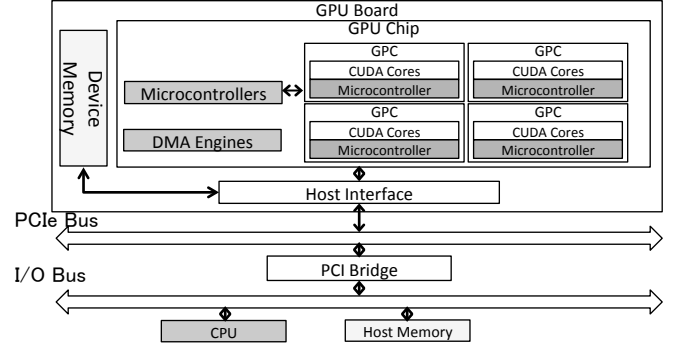 GPU Board
GPU Chip
Device Memory
GPC
CUDA Cores
Microcontroller
GPC
CUDA Cores
Microcontroller
Microcontrollers
DMA Engines
GPC
CUDA Cores
Microcontroller
GPC
CUDA Cores
Microcontroller
Host Interface
PCIe Bus
PCI Bridge
I/O Bus
CPU
Host Memory